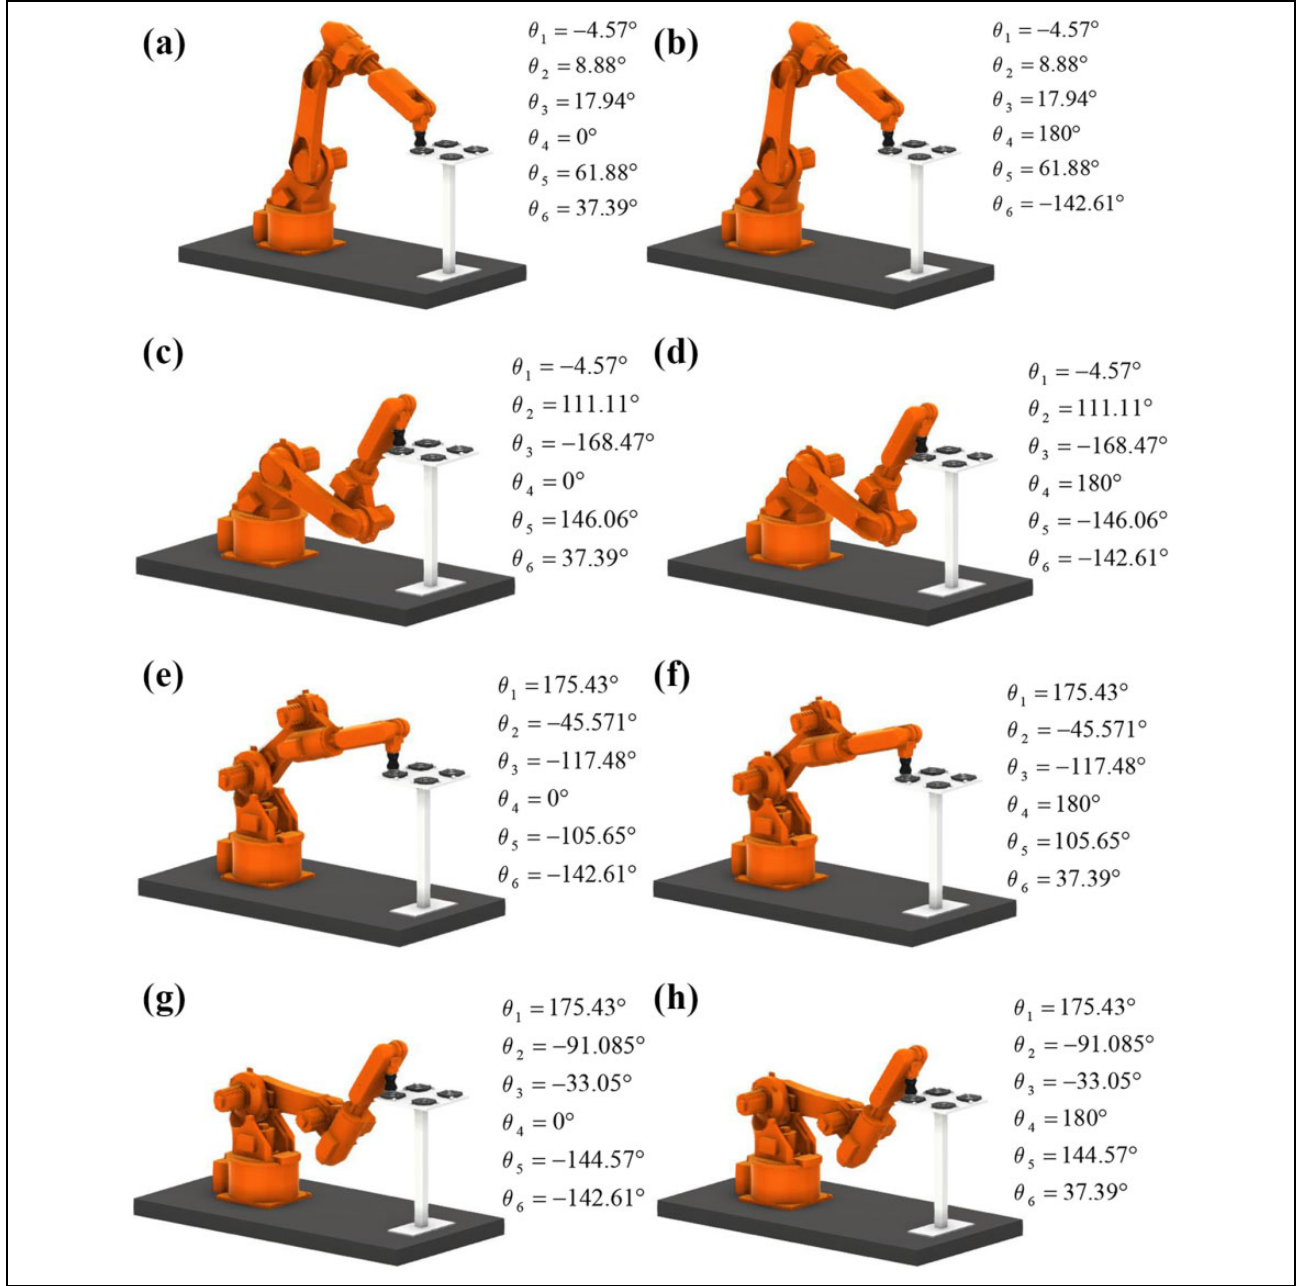 (a)
θ1 = −4.57°
θ2 = 8.88°
θ3 = 17.94°
θ4 = 0°
θ5 = 61.88°
θ6 = 37.39°
(b)
θ1 = −4.57°
θ2 = 8.88°
θ3 = 17.94°
θ4 = 180°
θ5 = 61.88°
θ6 = −142.61°
(c)
θ1 = −4.57°
θ2 = 111.11°
θ3 = −168.47°
θ4 = 0°
θ5 = 146.06°
θ6 = 37.39°
(d)
θ1 = −4.57°
θ2 = 111.11°
θ3 = −168.47°
θ4 = 180°
θ5 = −146.06°
θ6 = −142.61°
(e)
θ1 = 175.43°
θ2 = −45.571°
θ3 = −117.48°
θ4 = 0°
θ5 = −105.65°
θ6 = −142.61°
(f)
θ1 = 175.43°
θ2 = −45.571°
θ3 = −117.48°
θ4 = 180°
θ5 = 105.65°
θ6 = 37.39°
(g)
θ1 = 175.43°
θ2 = −91.085°
θ3 = −33.05°
θ4 = 0°
θ5 = −144.57°
θ6 = −142.61°
(h)
θ1 = 175.43°
θ2 = −91.085°
θ3 = −33.05°
θ4 = 180°
θ5 = 144.57°
θ6 = 37.39°